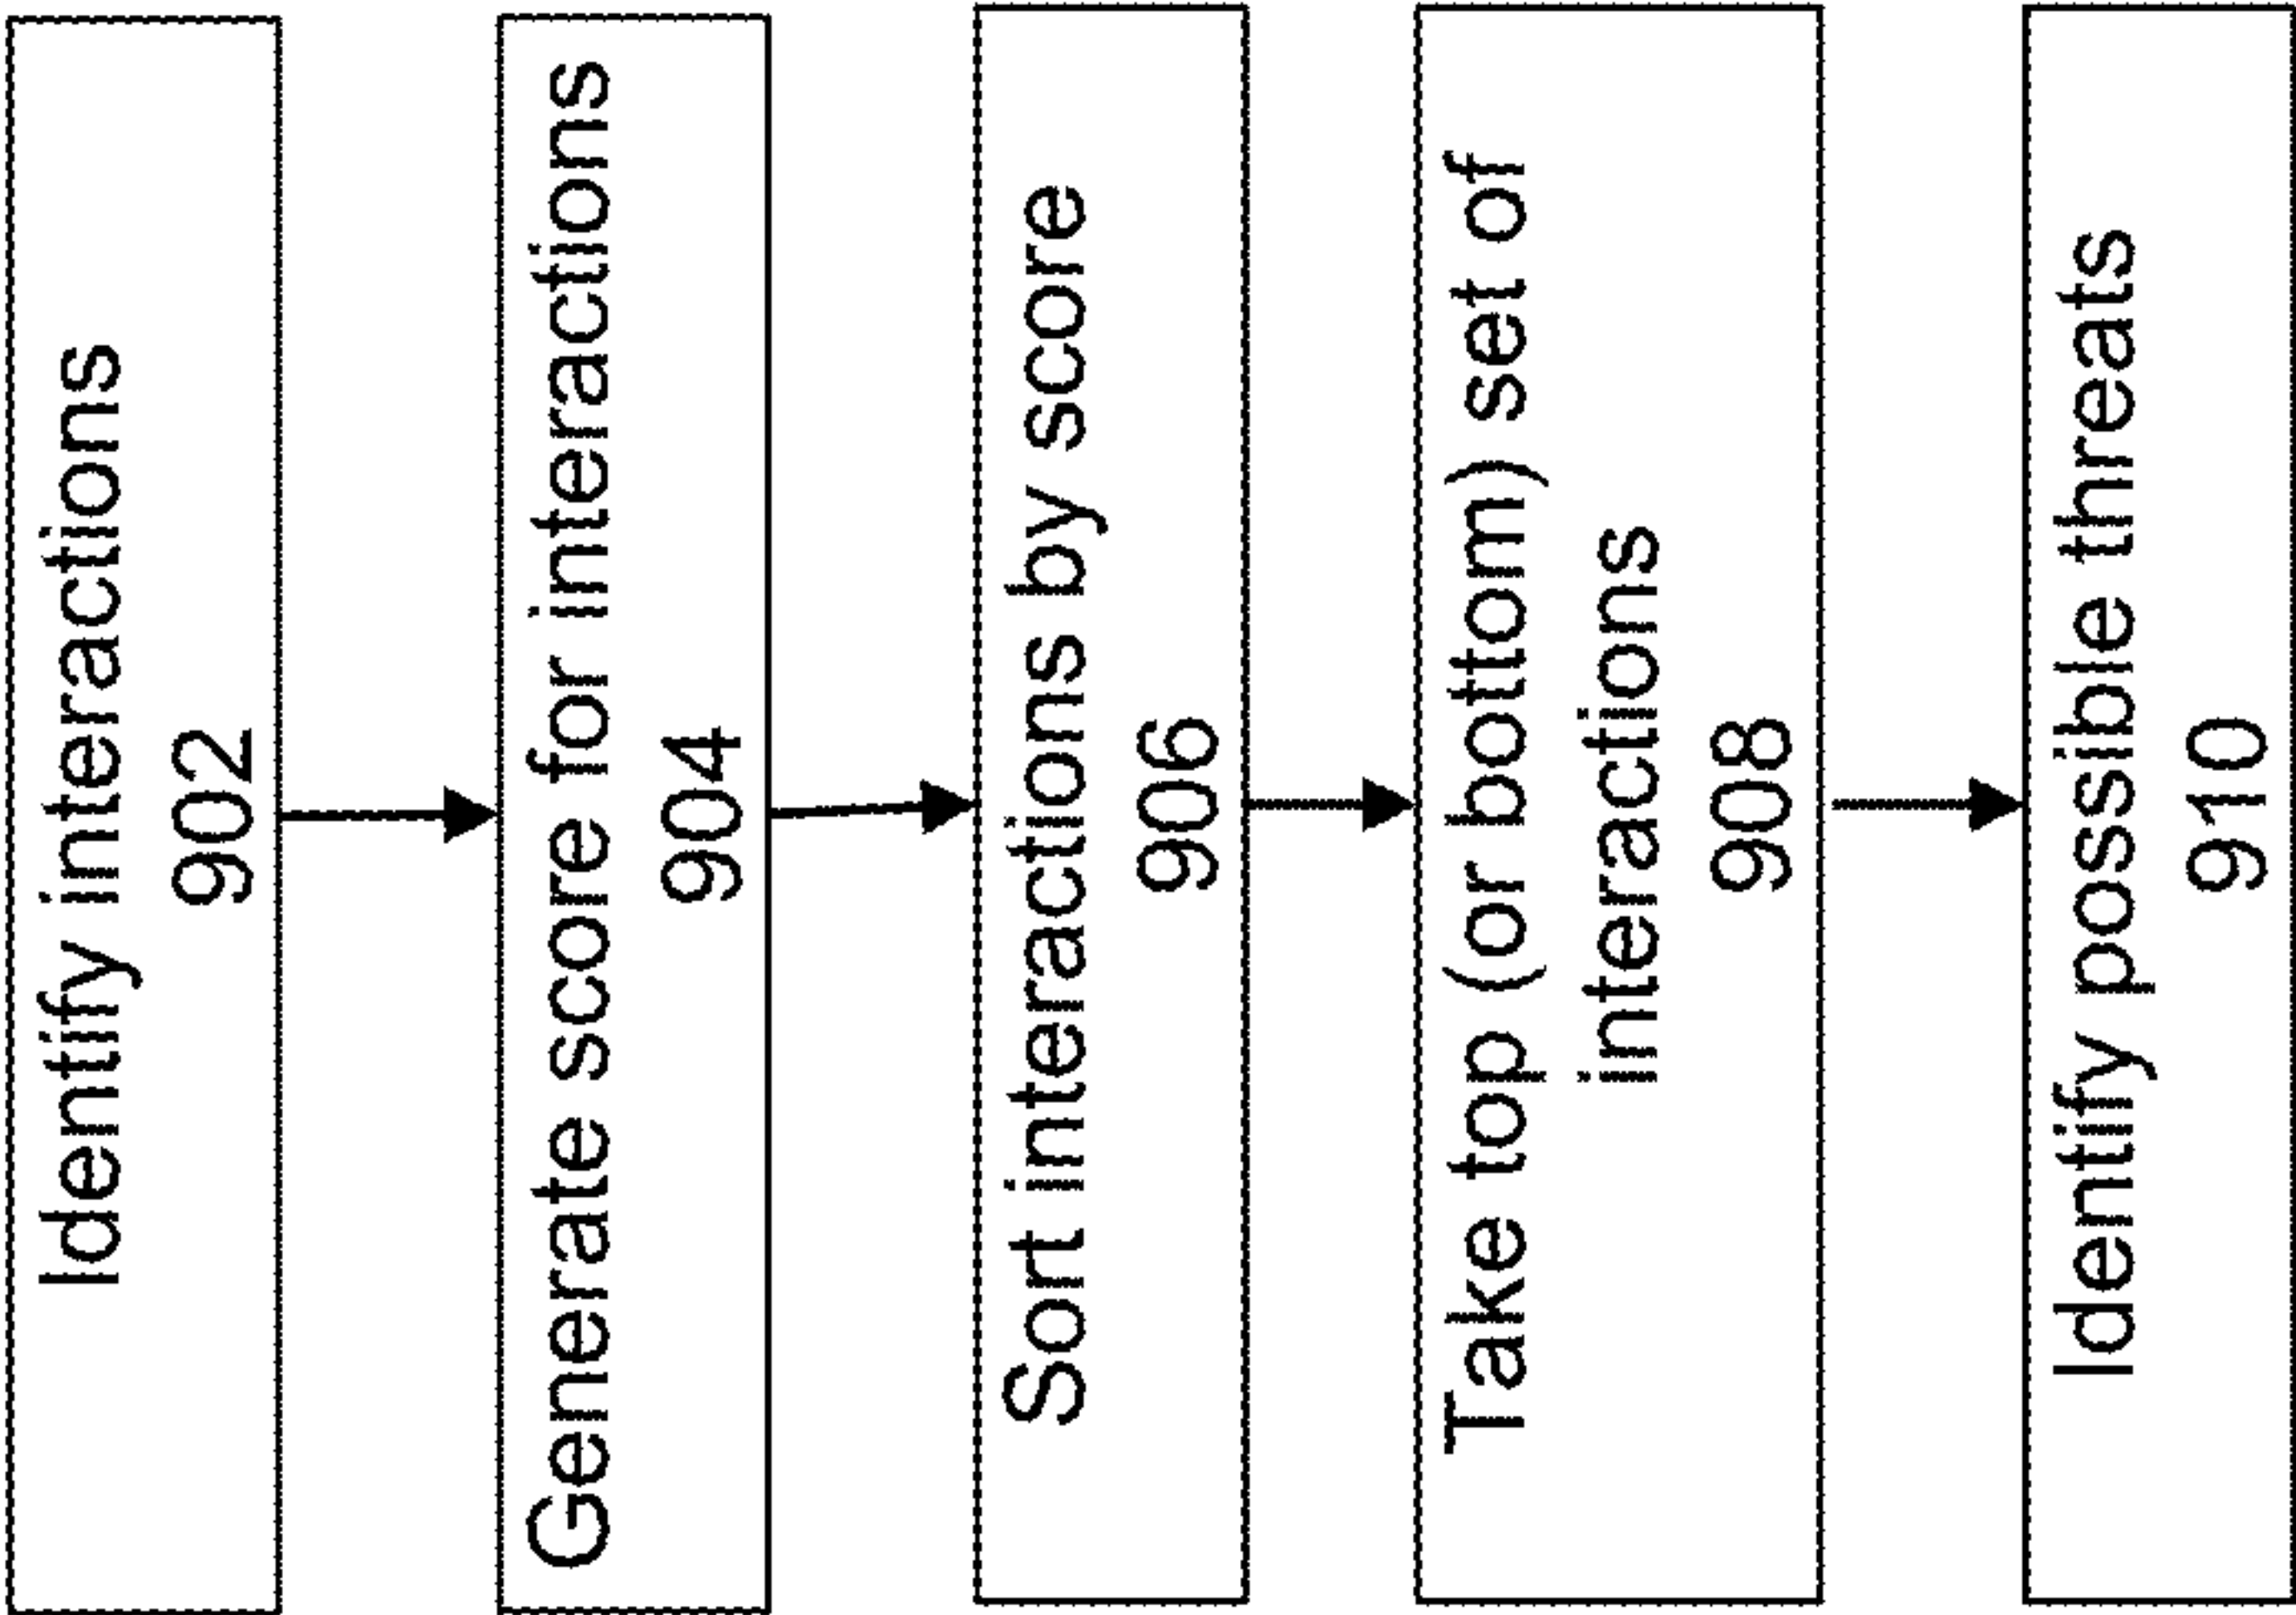 Identify interactions
902
Generate score for interactions
904
Sort interactions by score
906
Take top (or bottom) set of
interactions
908
Identify possible threats
910